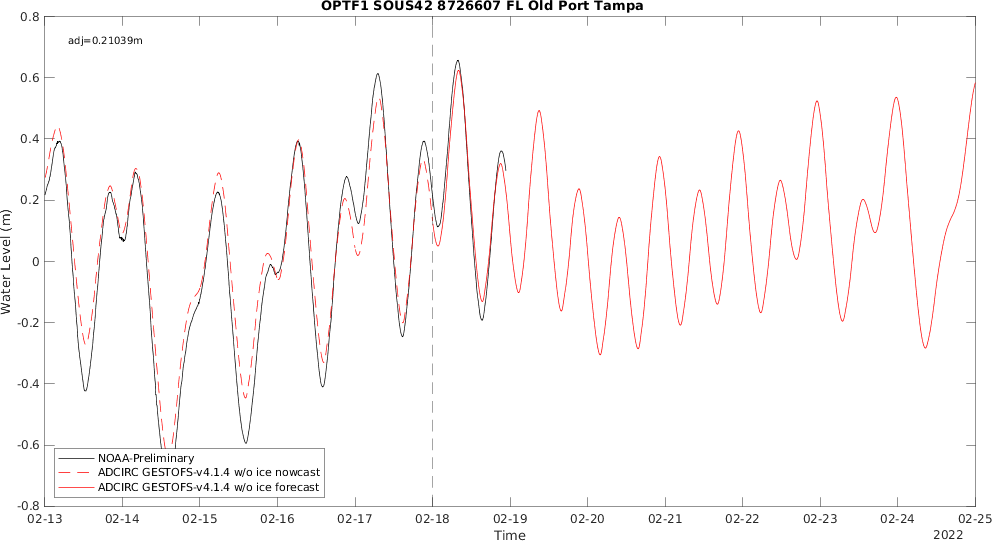 OPTF1 SOUS42 8726607 FL Old Port Tampa
adj=0.21039m
Water Level (m)
0.8
0.6
0.4
0.2
0
-0.2
-0.4
-0.6
-0.8
NOAA-Preliminary
ADCIRC GESTOFS-v4.1.4 w/o ice nowcast
ADCIRC GESTOFS-v4.1.4 w/o ice forecast
02-13 02-14 02-15 02-16 02-17 02-18 02-19 02-20 02-21 02-22 02-23 02-24 02-25
Time
2022